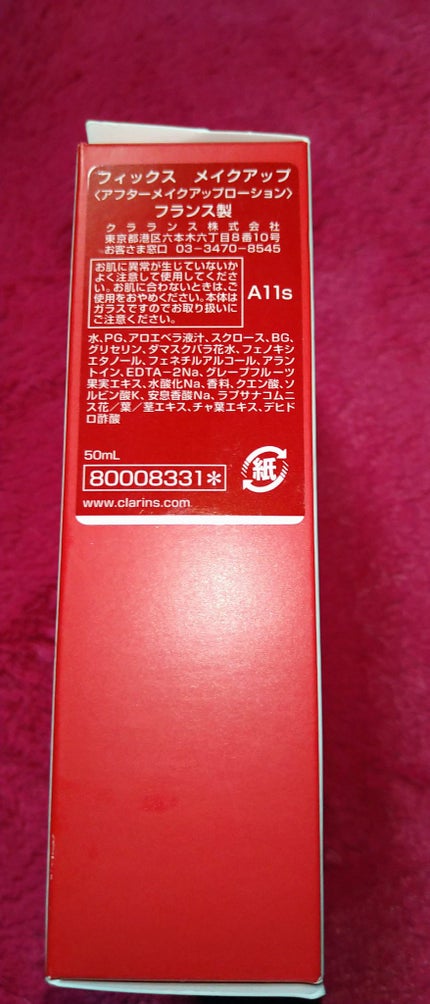 フィックス メイクアップ
〈アフターメイクアップローション〉
フランス製
クラランス株式会社
東京都港区六本木六丁目8番10号
お客さま窓口 03-3470-8545
お肌に異常が生じていないか
よく注意して使用してくださ
い。お肌に合わないときは、ご
使用をおやめください。本体は
ガラスですのでお取り扱いに
ご注意ください。
A11s
水、PG、アロエベラ液汁、スクロース、BG、
グリセリン、ダマスクバラ花水、フェノキシ
エタノール、フェネチルアルコール、アラン
トイン、EDTA-2Na、グレープフルーツ
果実エキス、水酸化Na、香料、クエン酸、ソ
ルビン酸K、安息香酸Na、ラプサナコムニ
ス花/葉/茎エキス、チャ葉エキス、デヒド
ロ酢酸
50mL
80008331*
紙
www.clarins.com